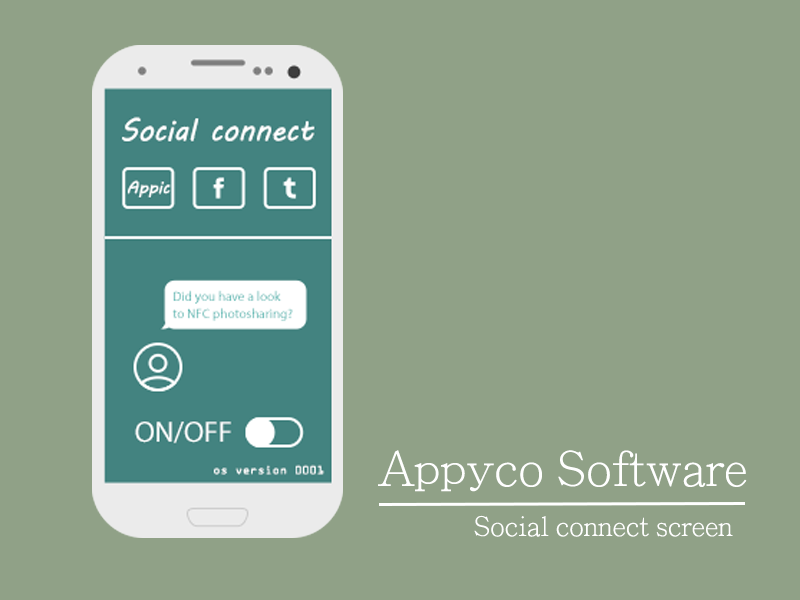 Social connect
Appic
f
t
Did you have a look
to NFC photosharing?
ON/OFF
os version 0001
Appyco Software
Social connect screen